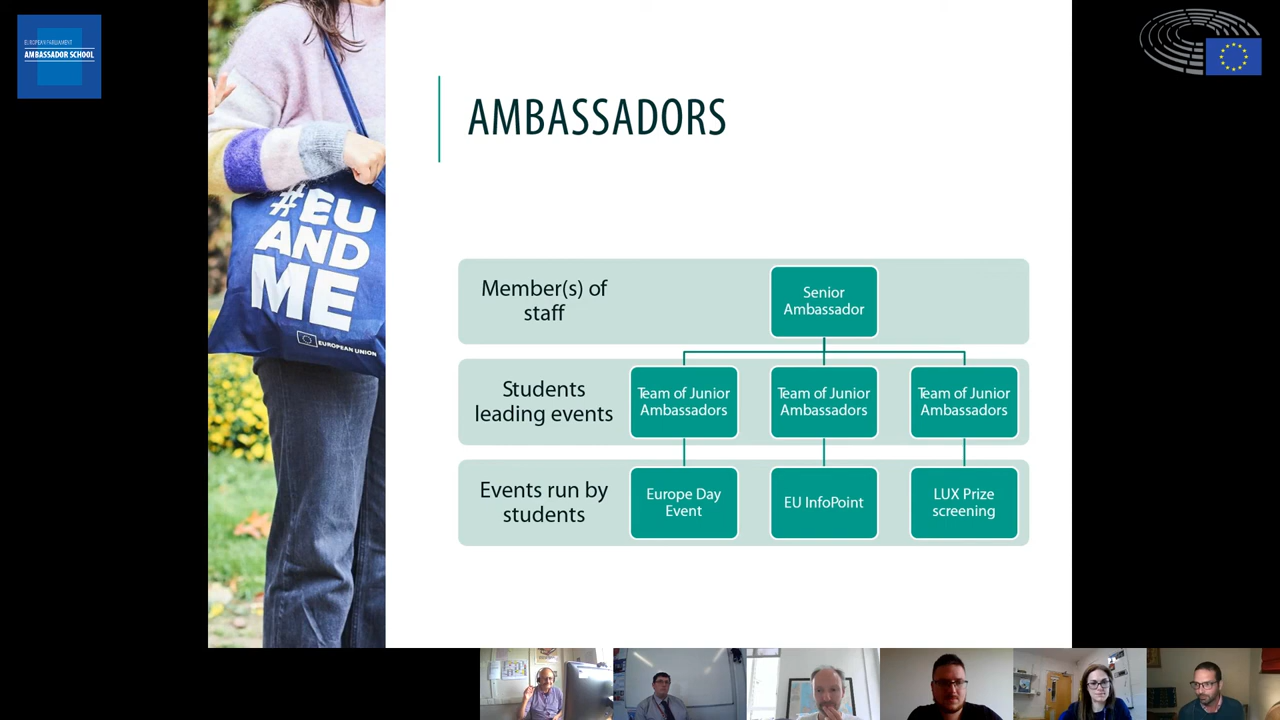 EUROPEAN PARLIAMENT
AMBASSADOR SCHOOL
#EU
AND
ME
EUROPEAN UNION
AMBASSADORS
Member(s) of
staff
Senior
Ambassador
Students
leading events
Team of Junior
Ambassadors
Team of Junior
Ambassadors
Team of Junior
Ambassadors
Events run by
students
Europe Day
Event
EU InfoPoint
LUX Prize
screening